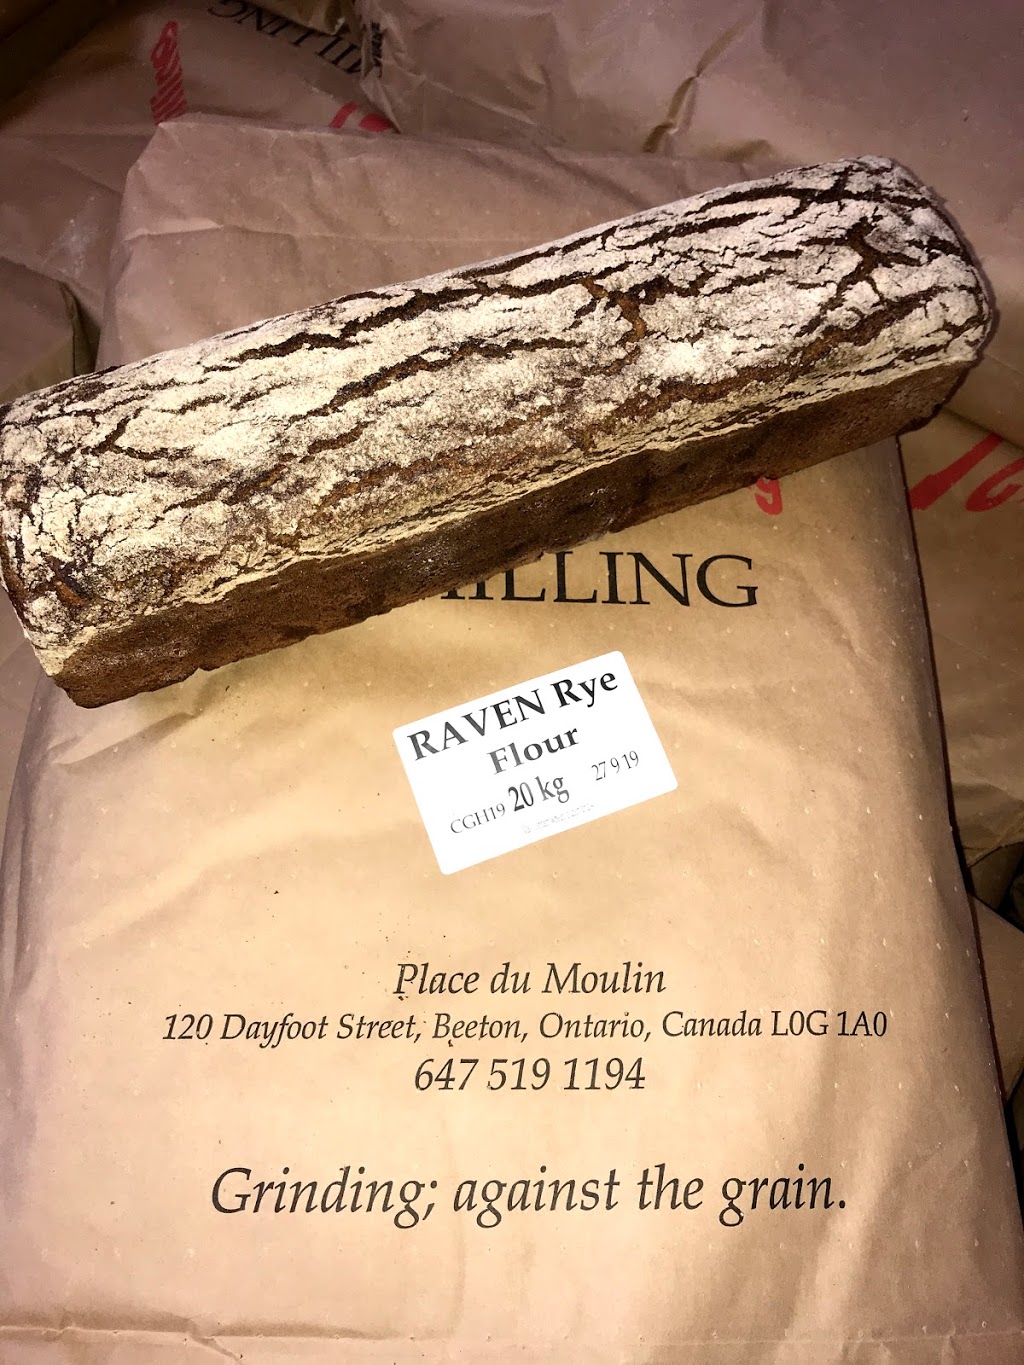 MILLING
RAVEN Rye
Flour
CGH19 20 kg 27 9 19
Place du Moulin
120 Dayfoot Street, Beeton, Ontario, Canada L0G 1A0
647 519 1194
Grinding; against the grain.